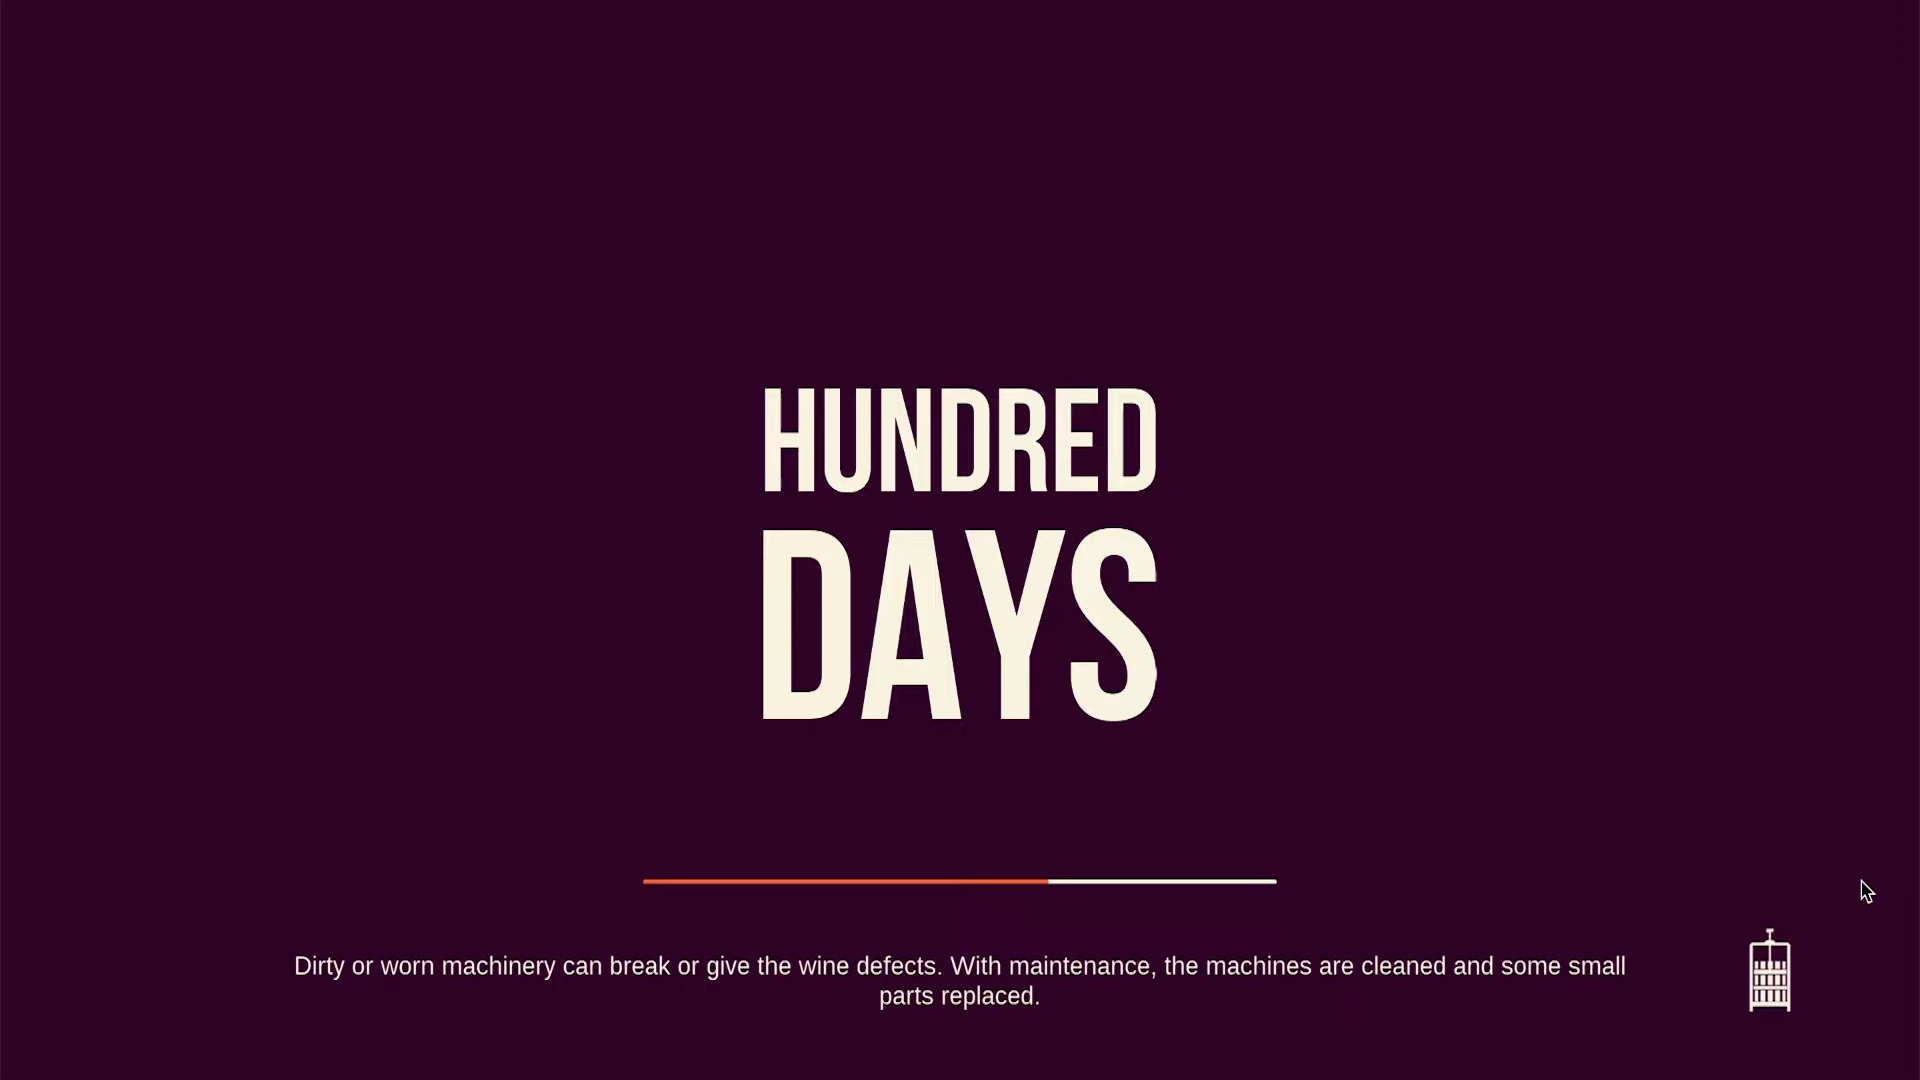 HUNDRED
DAYS
Dirty or worn machinery can break or give the wine defects. With maintenance, the machines are cleaned and some small
parts replaced.